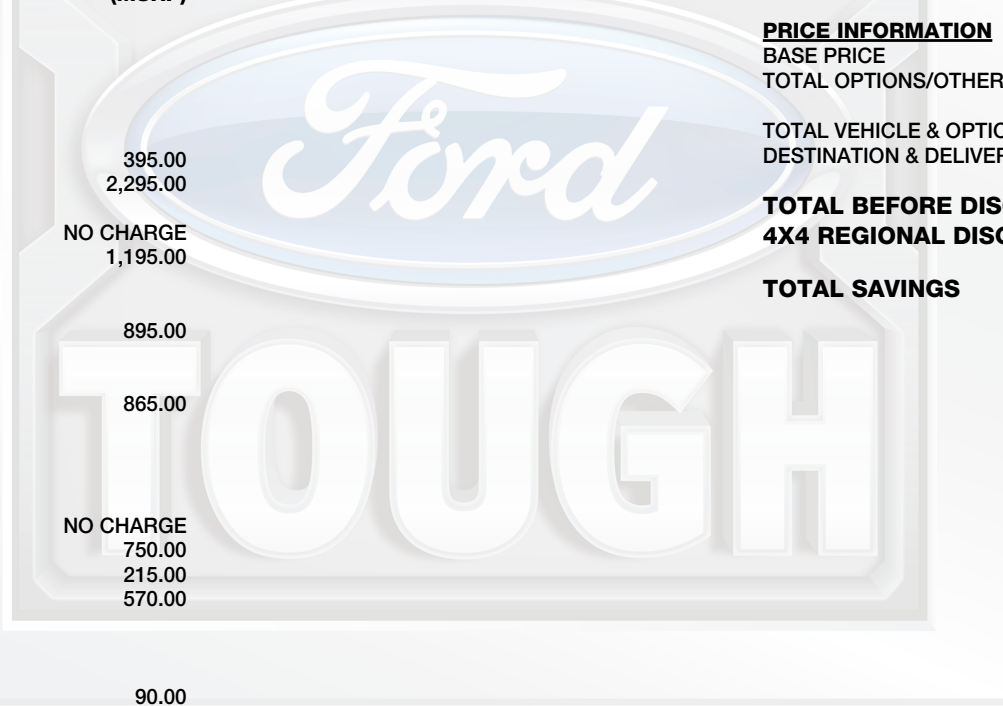 (MSRP)
395.00
2,295.00
NO CHARGE
1,195.00
895.00
865.00
NO CHARGE
750.00
215.00
570.00
90.00
PRICE INFORMATION
BASE PRICE
TOTAL OPTIONS/OTHER
TOTAL VEHICLE & OPTIO
DESTINATION & DELIVER
TOTAL BEFORE DISC
4X4 REGIONAL DISC
TOTAL SAVINGS
Ford
TOUGH